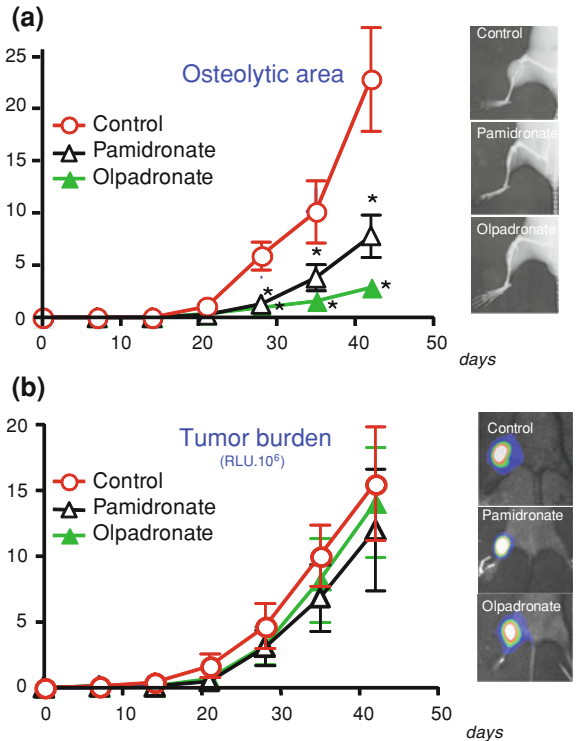 (a)
Osteolytic area
25
20
15
10
5
0
Control
Pamidronate
Olpadronate
*
*
*
*
*
*
0 10 20 30 40 50
days
Control
Pamidronate
Olpadronate
(b)
Tumor burden
(RLU.10⁶)
20
15
10
5
0
Control
Pamidronate
Olpadronate
0 10 20 30 40 50
days
Control
Pamidronate
Olpadronate